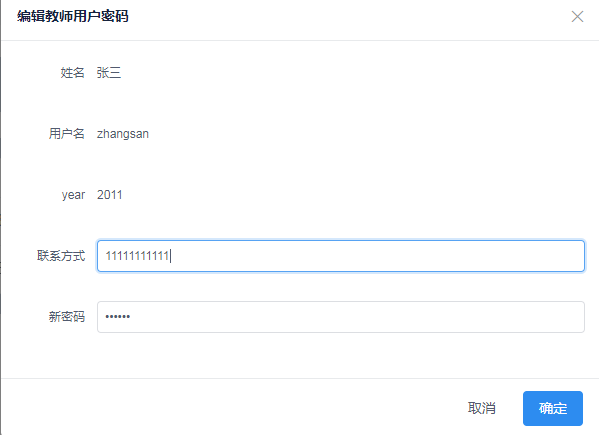 编辑教师用户密码
姓名 张三
用户名 zhangsan
year 2011
联系方式 11111111111
新密码 ••••••
取消 确定